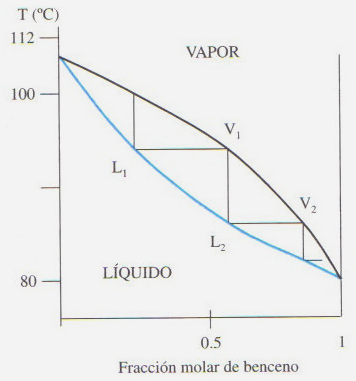 T (ºC)
112
VAPOR
100
V1
L1
V2
L2
LÍQUIDO
80
0.5
1
Fracción molar de benceno